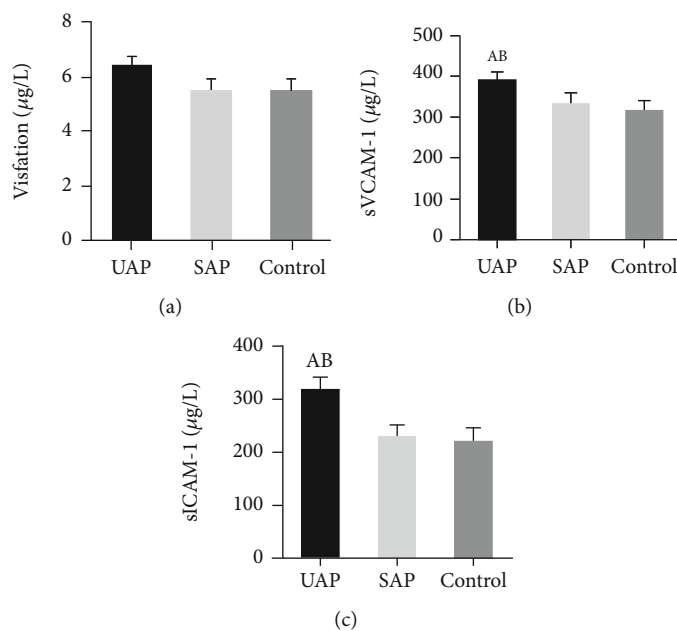 8
6
4
2
0
Visfation (μg/L)
UAP SAP Control
(a)
500
400
300
200
100
0
sVCAM-1 (μg/L)
AB
UAP SAP Control
(b)
400
300
200
100
0
sICAM-1 (μg/L)
AB
UAP SAP Control
(c)